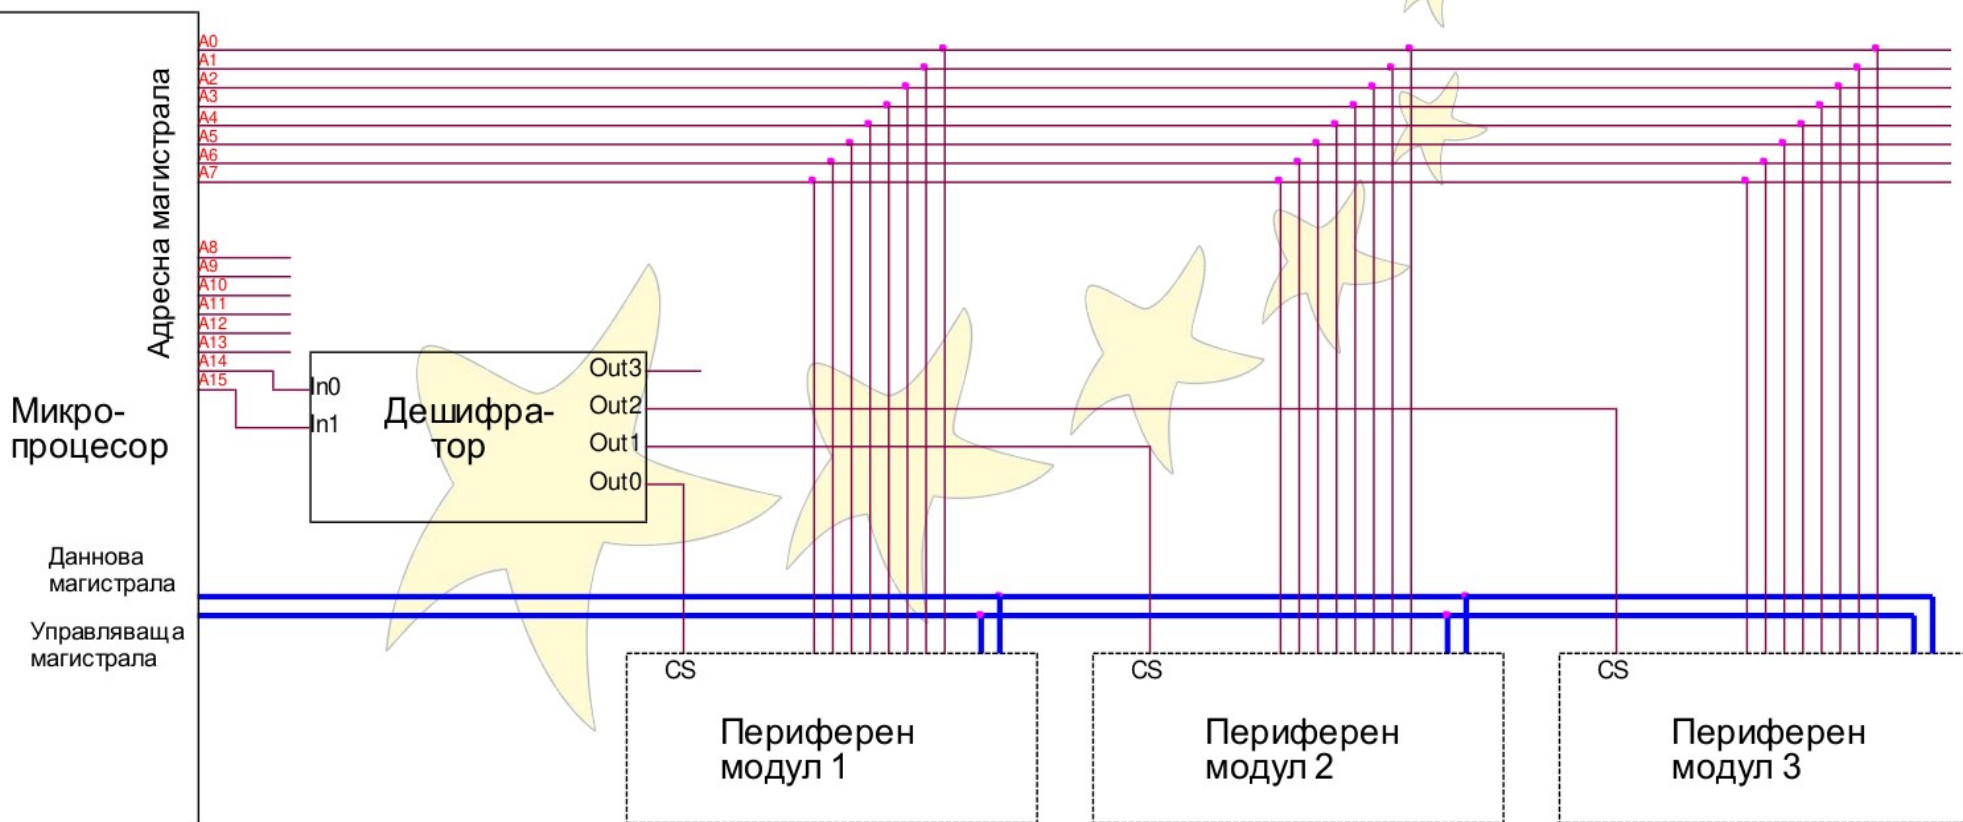 A0
A1
A2
A3
A4
A5
A6
A7
Адресна магистрала
A8
A9
A10
A11
A12
A13
A14
A15
Микро-
процесор
In0
In1
Дешифра-
тор
Out3
Out2
Out1
Out0
Даннова
магистрала
Управляваща
магистрала
CS
Периферен
модул 1
CS
Периферен
модул 2
CS
Периферен
модул 3